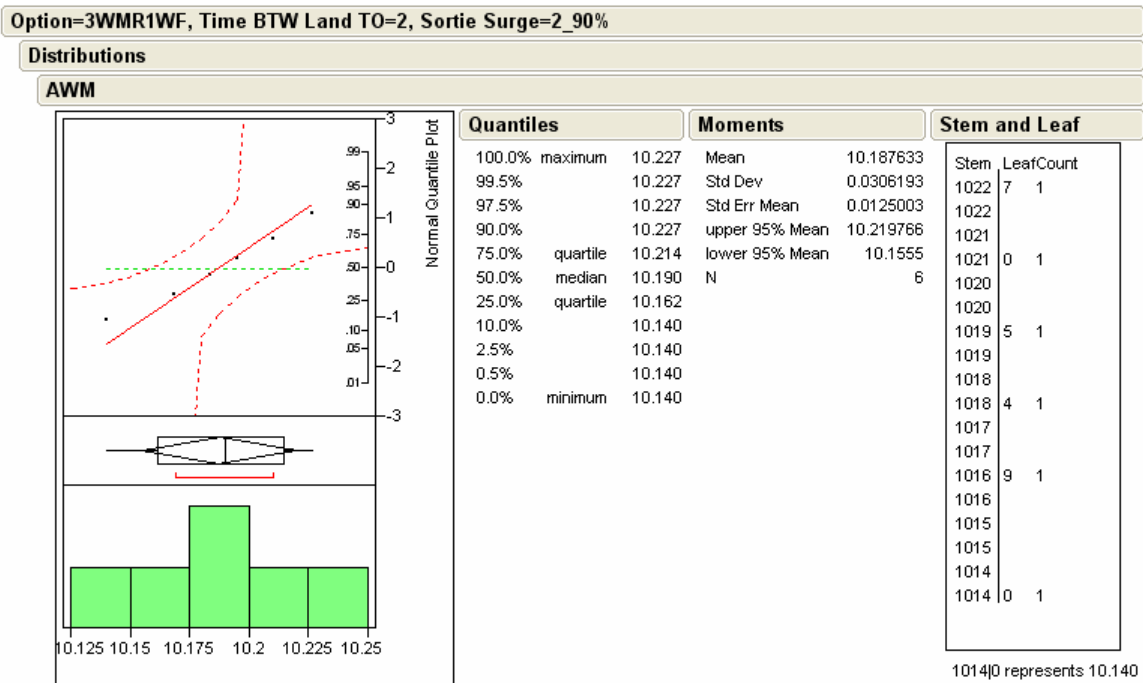 Option=3WMR1WF, Time BTW Land TO=2, Sortie Surge=2_90%
Distributions
AWM
3
2
1
0
-1
-2
-3
.99
.95
.90
.75
.50
.25
.10
.05
.01
Normal Quantile Plot
10.125 10.15 10.175 10.2 10.225 10.25
Quantiles
100.0% maximum 10.227
99.5% 10.227
97.5% 10.227
90.0% 10.227
75.0% quartile 10.214
50.0% median 10.190
25.0% quartile 10.162
10.0% 10.140
2.5% 10.140
0.5% 10.140
0.0% minimum 10.140
Moments
Mean 10.187633
Std Dev 0.0306193
Std Err Mean 0.0125003
upper 95% Mean 10.219766
lower 95% Mean 10.1555
N 6
Stem and Leaf
Stem Leaf Count
1022 7 1
1022
1021
1021 0 1
1020
1020
1019 5 1
1019
1018
1018 4 1
1017
1017
1016 9 1
1016
1015
1015
1014
1014 0 1
1014|0 represents 10.140